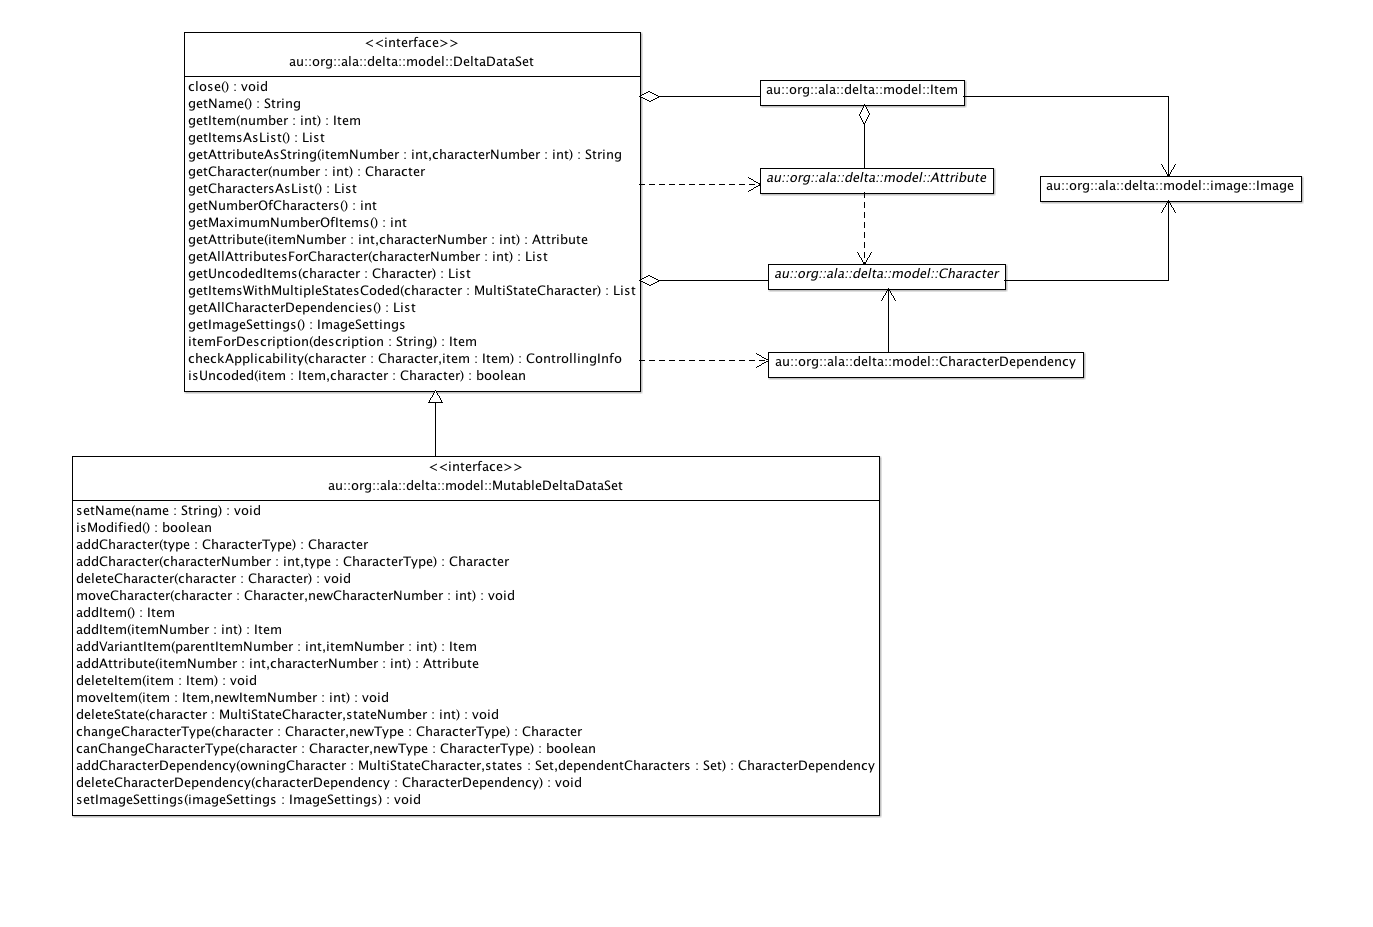 <<interface>>
au::org::ala::delta::model::DeltaDataSet
close() : void
getName() : String
getItem(number : int) : Item
getItemsAsList() : List
getAttributeAsString(itemNumber : int,characterNumber : int) : String
getCharacter(number : int) : Character
getCharactersAsList() : List
getNumberOfCharacters() : int
getMaximumNumberOfItems() : int
getAttribute(itemNumber : int,characterNumber : int) : Attribute
getAllAttributesForCharacter(characterNumber : int) : List
getUncodedItems(character : Character) : List
getItemsWithMultipleStatesCoded(character : MultiStateCharacter) : List
getAllCharacterDependencies() : List
getImageSettings() : ImageSettings
itemForDescription(description : String) : Item
checkApplicability(character : Character,item : Item) : ControllingInfo
isUncoded(item : Item,character : Character) : boolean
au::org::ala::delta::model::Item
au::org::ala::delta::model::Attribute
au::org::ala::delta::model::image::Image
au::org::ala::delta::model::Character
au::org::ala::delta::model::CharacterDependency
<<interface>>
au::org::ala::delta::model::MutableDeltaDataSet
setName(name : String) : void
isModified() : boolean
addCharacter(type : CharacterType) : Character
addCharacter(characterNumber : int,type : CharacterType) : Character
deleteCharacter(character : Character) : void
moveCharacter(character : Character,newCharacterNumber : int) : void
addItem() : Item
addItem(itemNumber : int) : Item
addVariantItem(parentItemNumber : int,itemNumber : int) : Item
addAttribute(itemNumber : int,characterNumber : int) : Attribute
deleteItem(item : Item) : void
moveItem(item : Item,newItemNumber : int) : void
deleteState(character : MultiStateCharacter,stateNumber : int) : void
changeCharacterType(character : Character,newType : CharacterType) : Character
canChangeCharacterType(character : Character,newType : CharacterType) : boolean
addCharacterDependency(owningCharacter : MultiStateCharacter,states : Set,dependentCharacters : Set) : CharacterDependency
deleteCharacterDependency(characterDependency : CharacterDependency) : void
setImageSettings(imageSettings : ImageSettings) : void